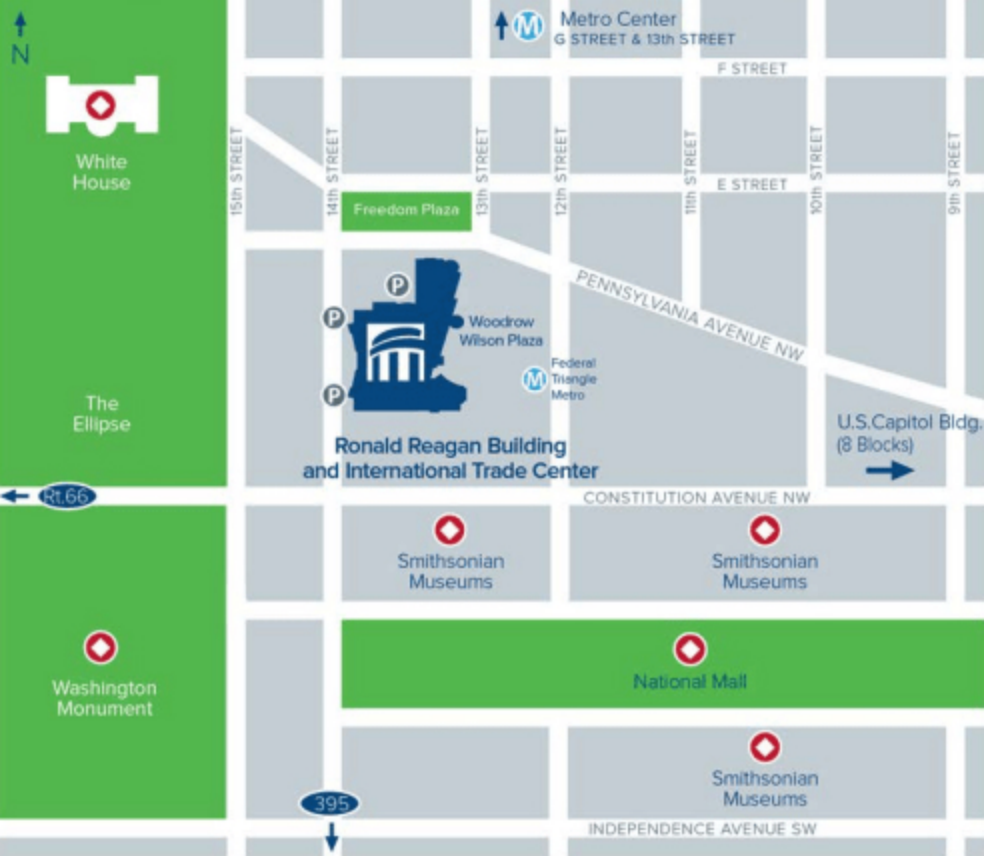 Metro Center
G STREET & 13th STREET
N
F STREET
White
House
15th STREET
14th STREET
13th STREET
12th STREET
11th STREET
10th STREET
9th STREET
E STREET
Freedom Plaza
P
PENNSYLVANIA AVENUE NW
P
Woodrow
Wilson Plaza
M
Federal
Triangle
Metro
P
The
Ellipse
U.S.Capitol Bldg.
(8 Blocks)
Ronald Reagan Building
and International Trade Center
Rt.66
CONSTITUTION AVENUE NW
Smithsonian
Museums
Smithsonian
Museums
National Mall
Washington
Monument
Smithsonian
Museums
395
INDEPENDENCE AVENUE SW
M